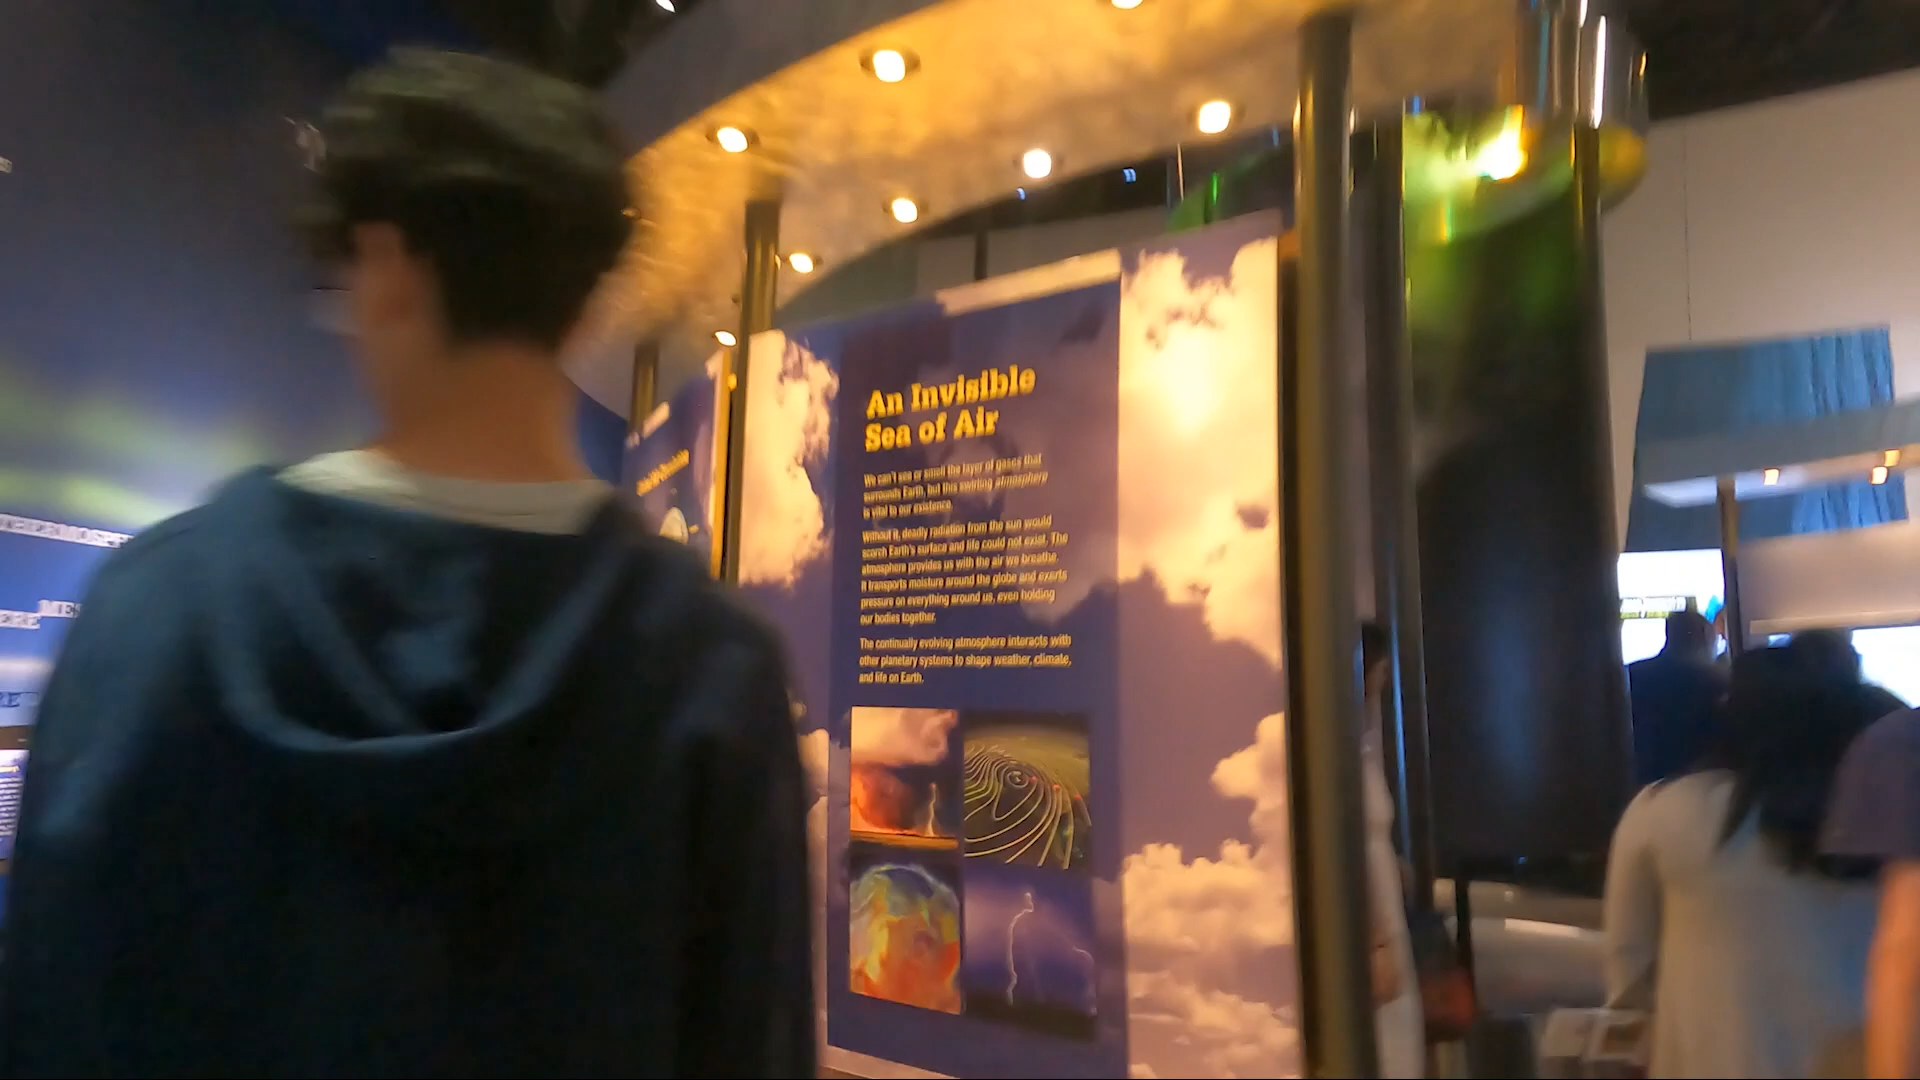 An Invisible
Sea of Air
We can't see or smell the layer of gases that
surrounds Earth, but this swirling atmosphere
is vital to our existence.
Without it, deadly radiation from the sun would
scorch Earth's surface and life could not exist. The
atmosphere provides us with the air we breathe.
It transports moisture around the globe and exerts
pressure on everything around us, even holding
our bodies together.
The continually evolving atmosphere interacts with
other planetary systems to shape weather, climate,
and life on Earth.